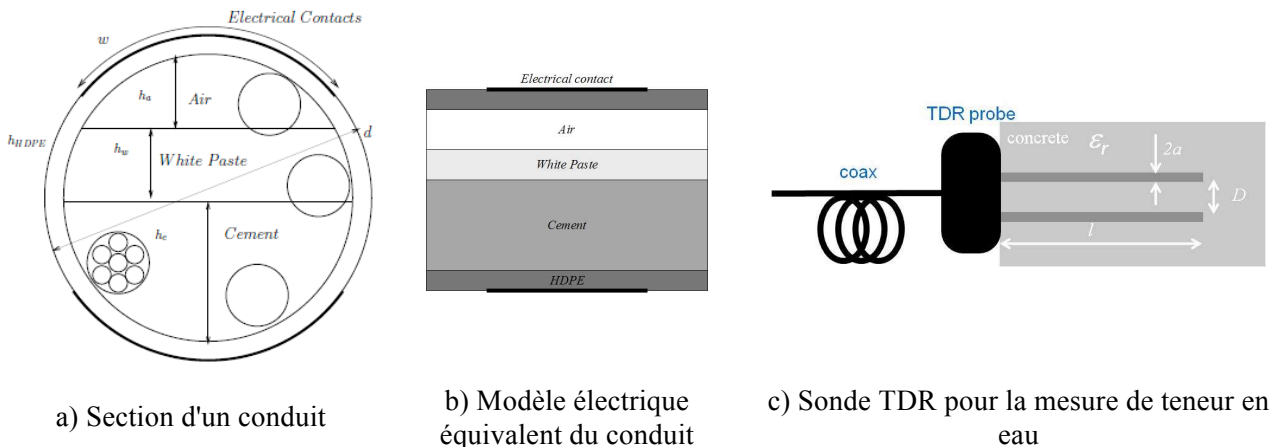 Electrical Contacts
w
h_a
Air
d
h_HDPE
h_w
White Paste
h_c
Cement
a) Section d'un conduit
Electrical contact
Air
White Paste
Cement
HDPE
b) Modèle électrique
équivalent du conduit
TDR probe
concrete ε_r
2a
coax
D
l
c) Sonde TDR pour la mesure de teneur en
eau